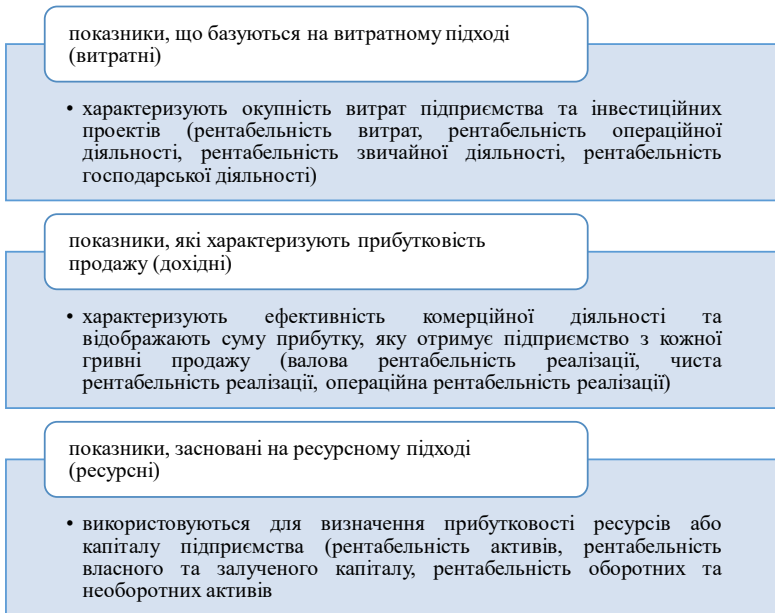 показники, що базуються на витратному підході
(витратні)
• характеризують окупність витрат підприємства та інвестиційних
проектів (рентабельність витрат, рентабельність операційної
діяльності, рентабельність звичайної діяльності, рентабельність
господарської діяльності)
показники, які характеризують прибутковість
продажу (дохідні)
• характеризують ефективність комерційної діяльності та
відображають суму прибутку, яку отримує підприємство з кожної
гривні продажу (валова рентабельність реалізації, чиста
рентабельність реалізації, операційна рентабельність реалізації)
показники, засновані на ресурсному підході
(ресурсні)
• використовуються для визначення прибутковості ресурсів або
капіталу підприємства (рентабельність активів, рентабельність
власного та залученого капіталу, рентабельність оборотних та
необоротних активів